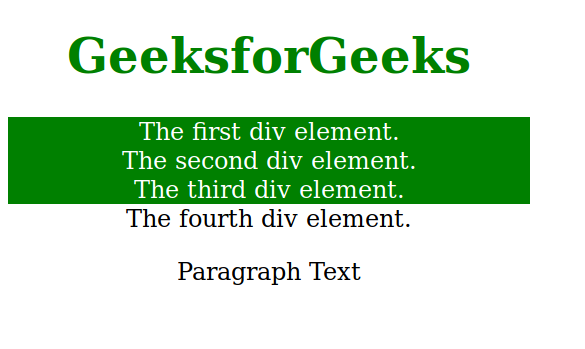 GeeksforGeeks
The first div element.
The second div element.
The third div element.
The fourth div element.
Paragraph Text